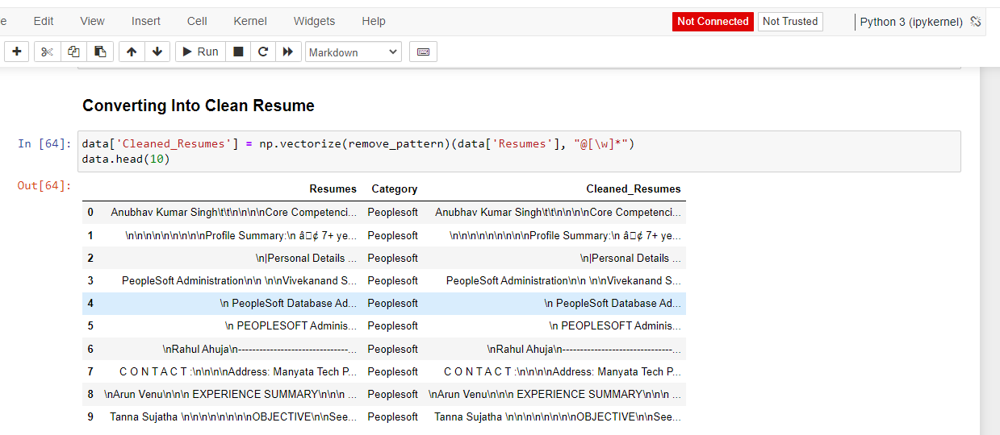 e Edit View Insert Cell Kernel Widgets Help Not Connected Not Trusted Python 3 (ipykernel)
Run Markdown
Converting Into Clean Resume
In [64]: data['Cleaned_Resumes'] = np.vectorize(remove_pattern)(data['Resumes'], "@[\w]*")
data.head(10)
Out[64]:
Resumes Category Cleaned_Resumes
0 Anubhav Kumar Singh\t\t\n\n\n\nCore Competenci... Peoplesoft Anubhav Kumar Singh\t\t\n\n\n\nCore Competenci...
1 \n\n\n\n\n\n\n\n\nProfile Summary:\n â□¢ 7+ ye... Peoplesoft \n\n\n\n\n\n\n\n\nProfile Summary:\n â□¢ 7+ ye...
2 \n|Personal Details ... Peoplesoft \n|Personal Details ...
3 PeopleSoft Administration\n\n \n\nVivekanand S... Peoplesoft PeopleSoft Administration\n\n \n\nVivekanand S...
4 \n PeopleSoft Database Ad... Peoplesoft \n PeopleSoft Database Ad...
5 \n PEOPLESOFT Adminis... Peoplesoft \n PEOPLESOFT Adminis...
6 \nRahul Ahuja\n-------------------------------... Peoplesoft \nRahul Ahuja\n-------------------------------...
7 C O N T A C T :\n\n\n\nAddress: Manyata Tech P... Peoplesoft C O N T A C T :\n\n\n\nAddress: Manyata Tech P...
8 \nArun Venu\n\n\n EXPERIENCE SUMMARY\n\n\n ... Peoplesoft \nArun Venu\n\n\n EXPERIENCE SUMMARY\n\n\n ...
9 Tanna Sujatha \n\n\n\n\n\n\n\nOBJECTIVE\n\nSee... Peoplesoft Tanna Sujatha \n\n\n\n\n\n\n\nOBJECTIVE\n\nSee...